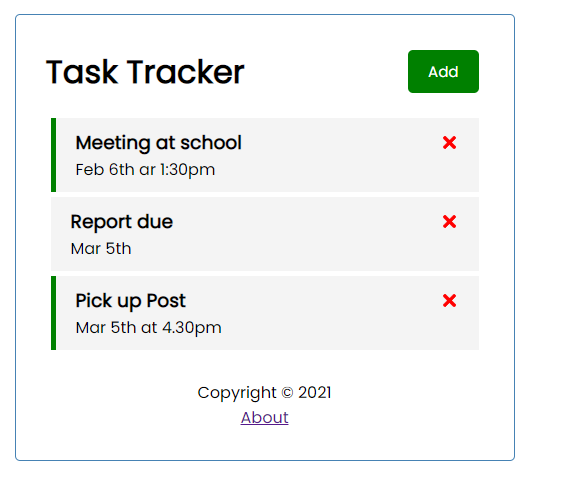 Task Tracker
Add
Meeting at school
Feb 6th ar 1:30pm
Report due
Mar 5th
Pick up Post
Mar 5th at 4.30pm
Copyright © 2021
About